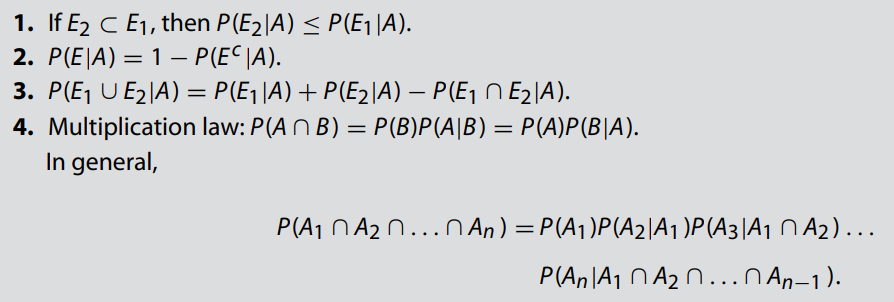 1. If E₂ ⊂ E₁, then P(E₂|A) ≤ P(E₁|A).
2. P(E|A) = 1 − P(Eᶜ|A).
3. P(E₁ ∪ E₂|A) = P(E₁|A) + P(E₂|A) − P(E₁ ∩ E₂|A).
4. Multiplication law: P(A ∩ B) = P(B)P(A|B) = P(A)P(B|A).
In general,
P(A₁ ∩ A₂ ∩ . . . ∩ Aₙ) = P(A₁)P(A₂|A₁)P(A₃|A₁ ∩ A₂) . . .
P(Aₙ|A₁ ∩ A₂ ∩ . . . ∩ Aₙ₋₁).